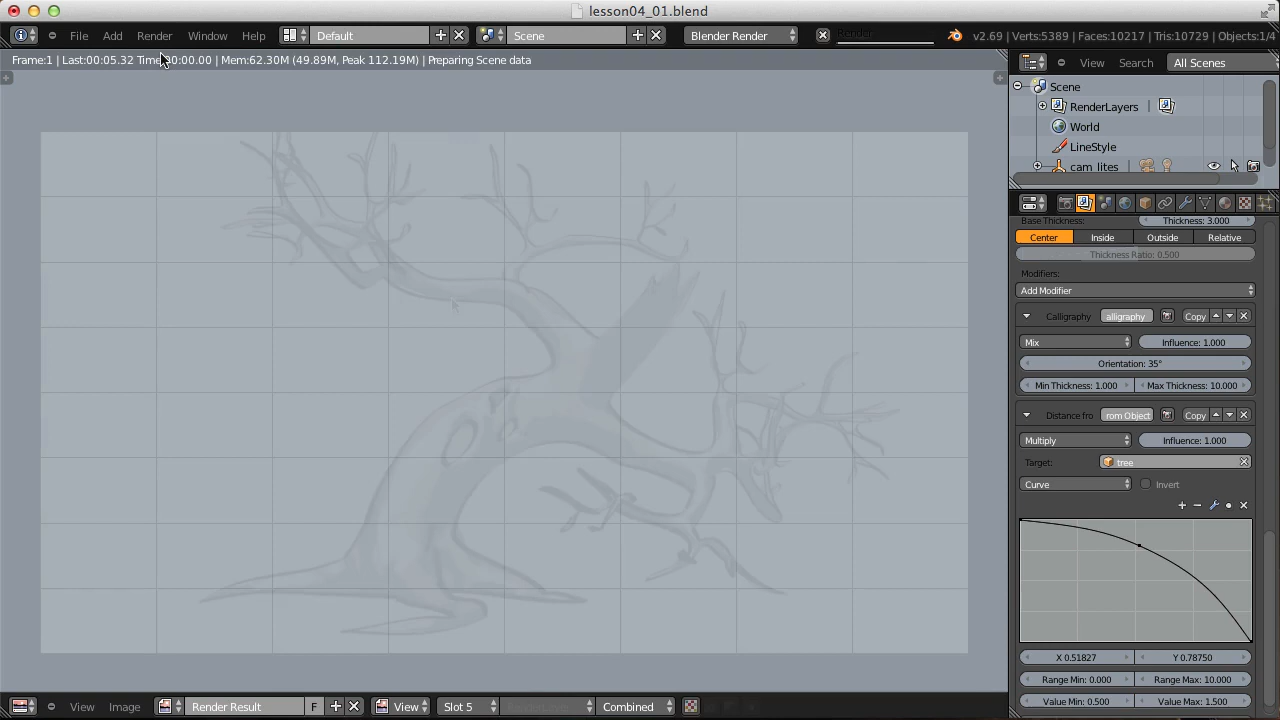 lesson04_01.blend
File Add Render Window Help Default Scene Blender Render Render v2.69 | Verts:5389 | Faces:10217 | Tris:10729 | Objects:1/4
Frame:1 | Last:00:05.32 Time: 00:00.00 | Mem:62.30M (49.89M, Peak 112.19M) | Preparing Scene data
View Search All Scenes
Scene
RenderLayers
World
LineStyle
cam_lites
Base Thickness: Thickness: 3.000
Center Inside Outside Relative
Thickness Ratio: 0.500
Modifiers:
Add Modifier
Calligraphy alligraphy Copy
Mix Influence: 1.000
Orientation: 35°
Min Thickness: 1.000 Max Thickness: 10.000
Distance fro rom Object Copy
Multiply Influence: 1.000
Target: tree
Curve Invert
X 0.51827 Y 0.78750
Range Min: 0.000 Range Max: 10.000
Value Min: 0.500 Value Max: 1.500
View Image Render Result F View Slot 5 RenderLayer Combined